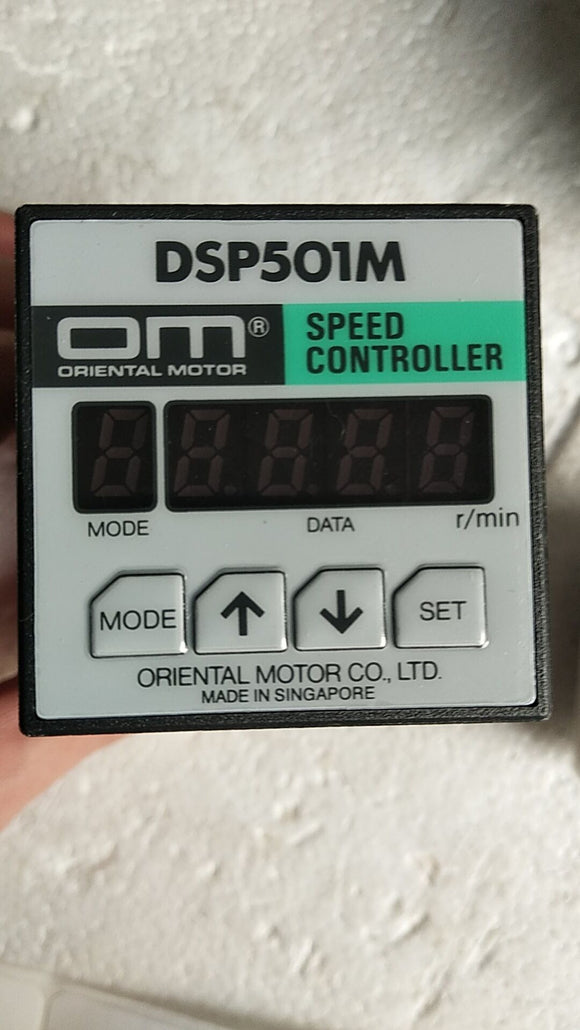 DSP501M
om®
ORIENTAL MOTOR
SPEED
CONTROLLER
MODE
DATA
r/min
MODE
↑
↓
SET
ORIENTAL MOTOR CO., LTD.
MADE IN SINGAPORE